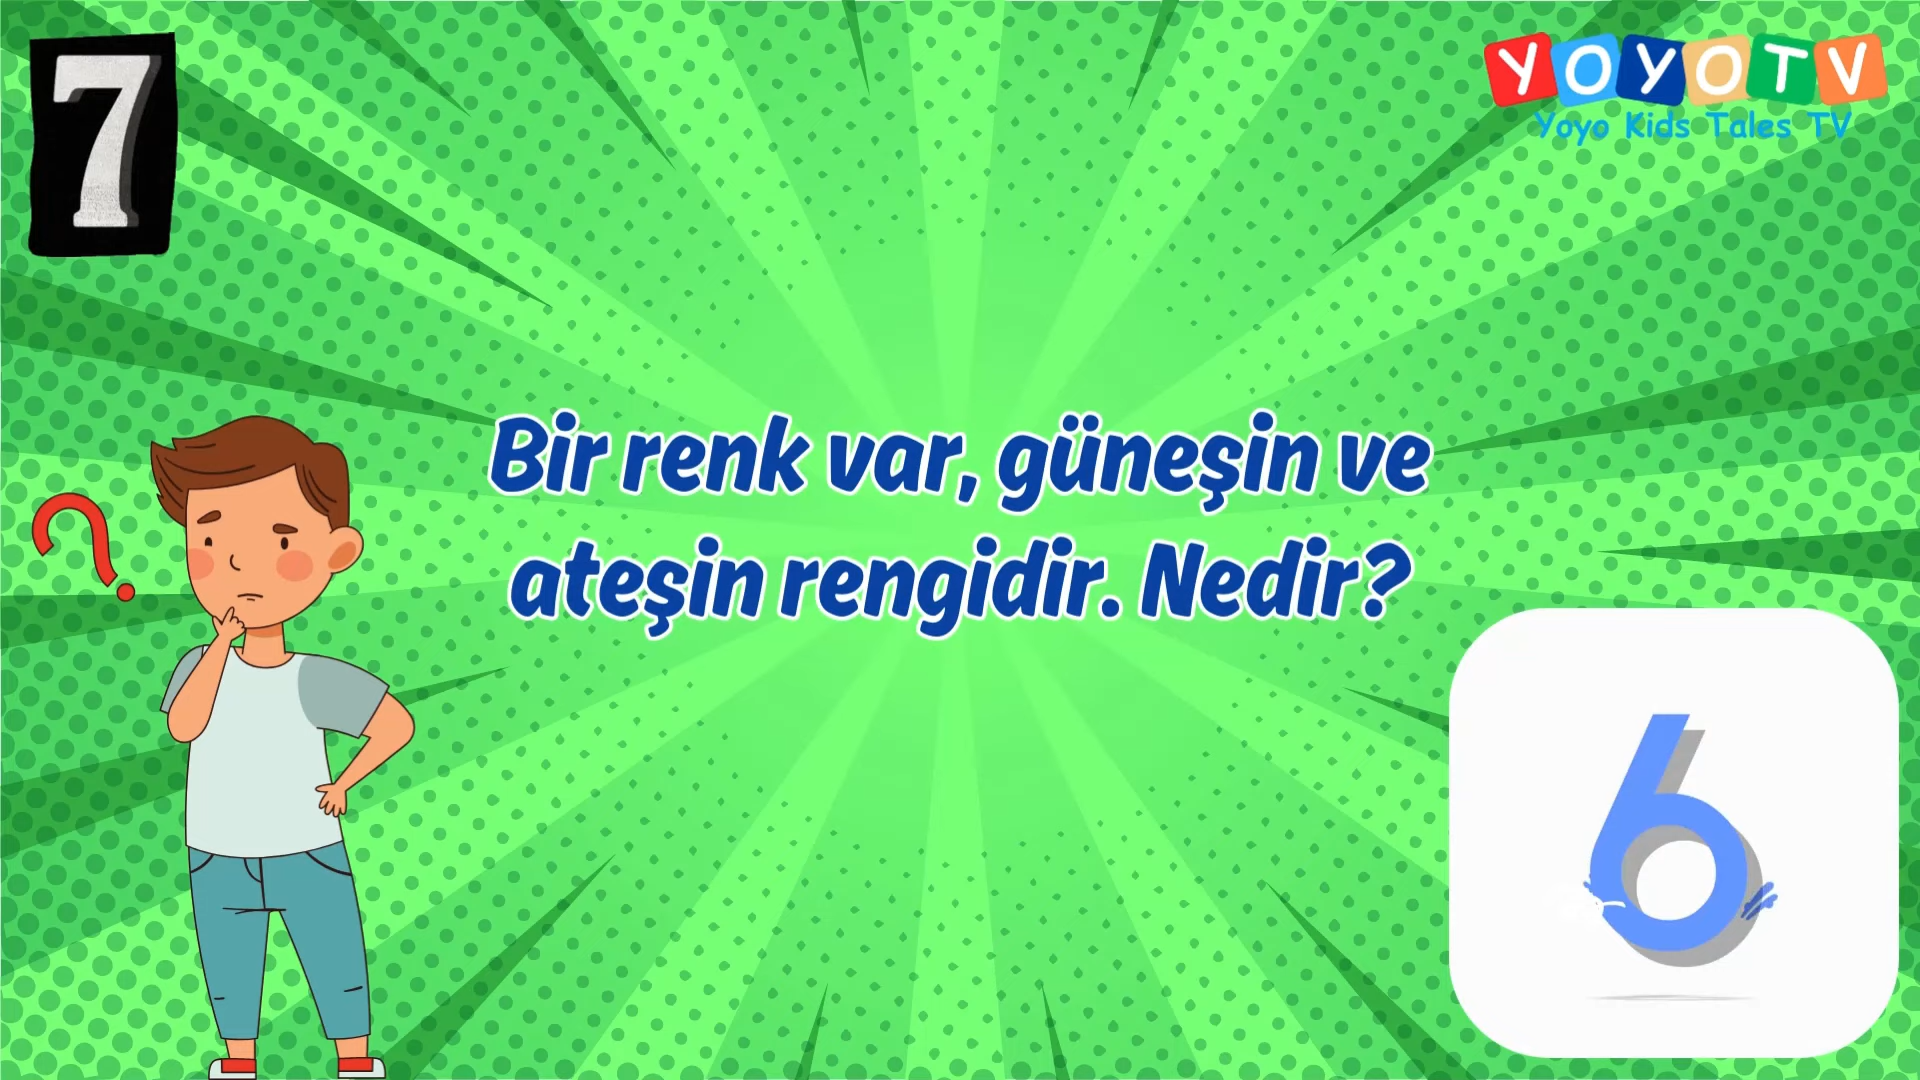 7
YOYOTV
Yoyo Kids Tales TV
Bir renk var, güneşin ve
ateşin rengidir. Nedir?
?
6